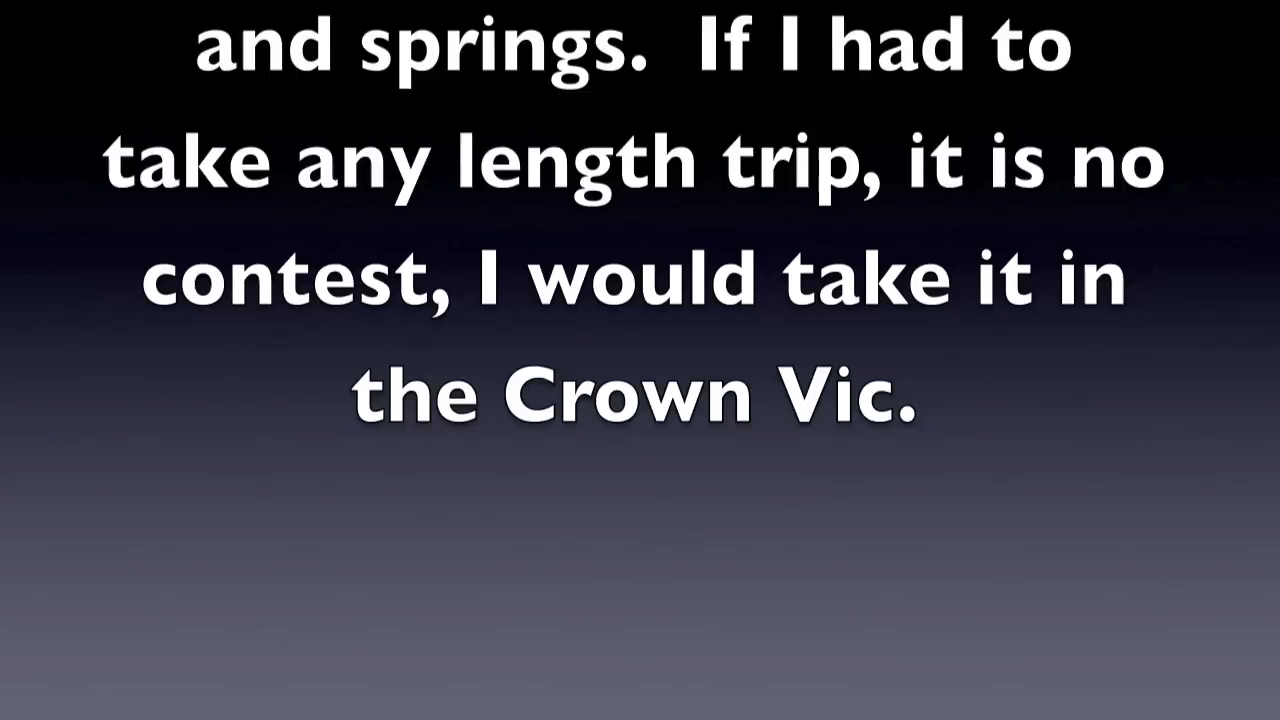 and springs.  If I had to
take any length trip, it is no
contest, I would take it in
the Crown Vic.